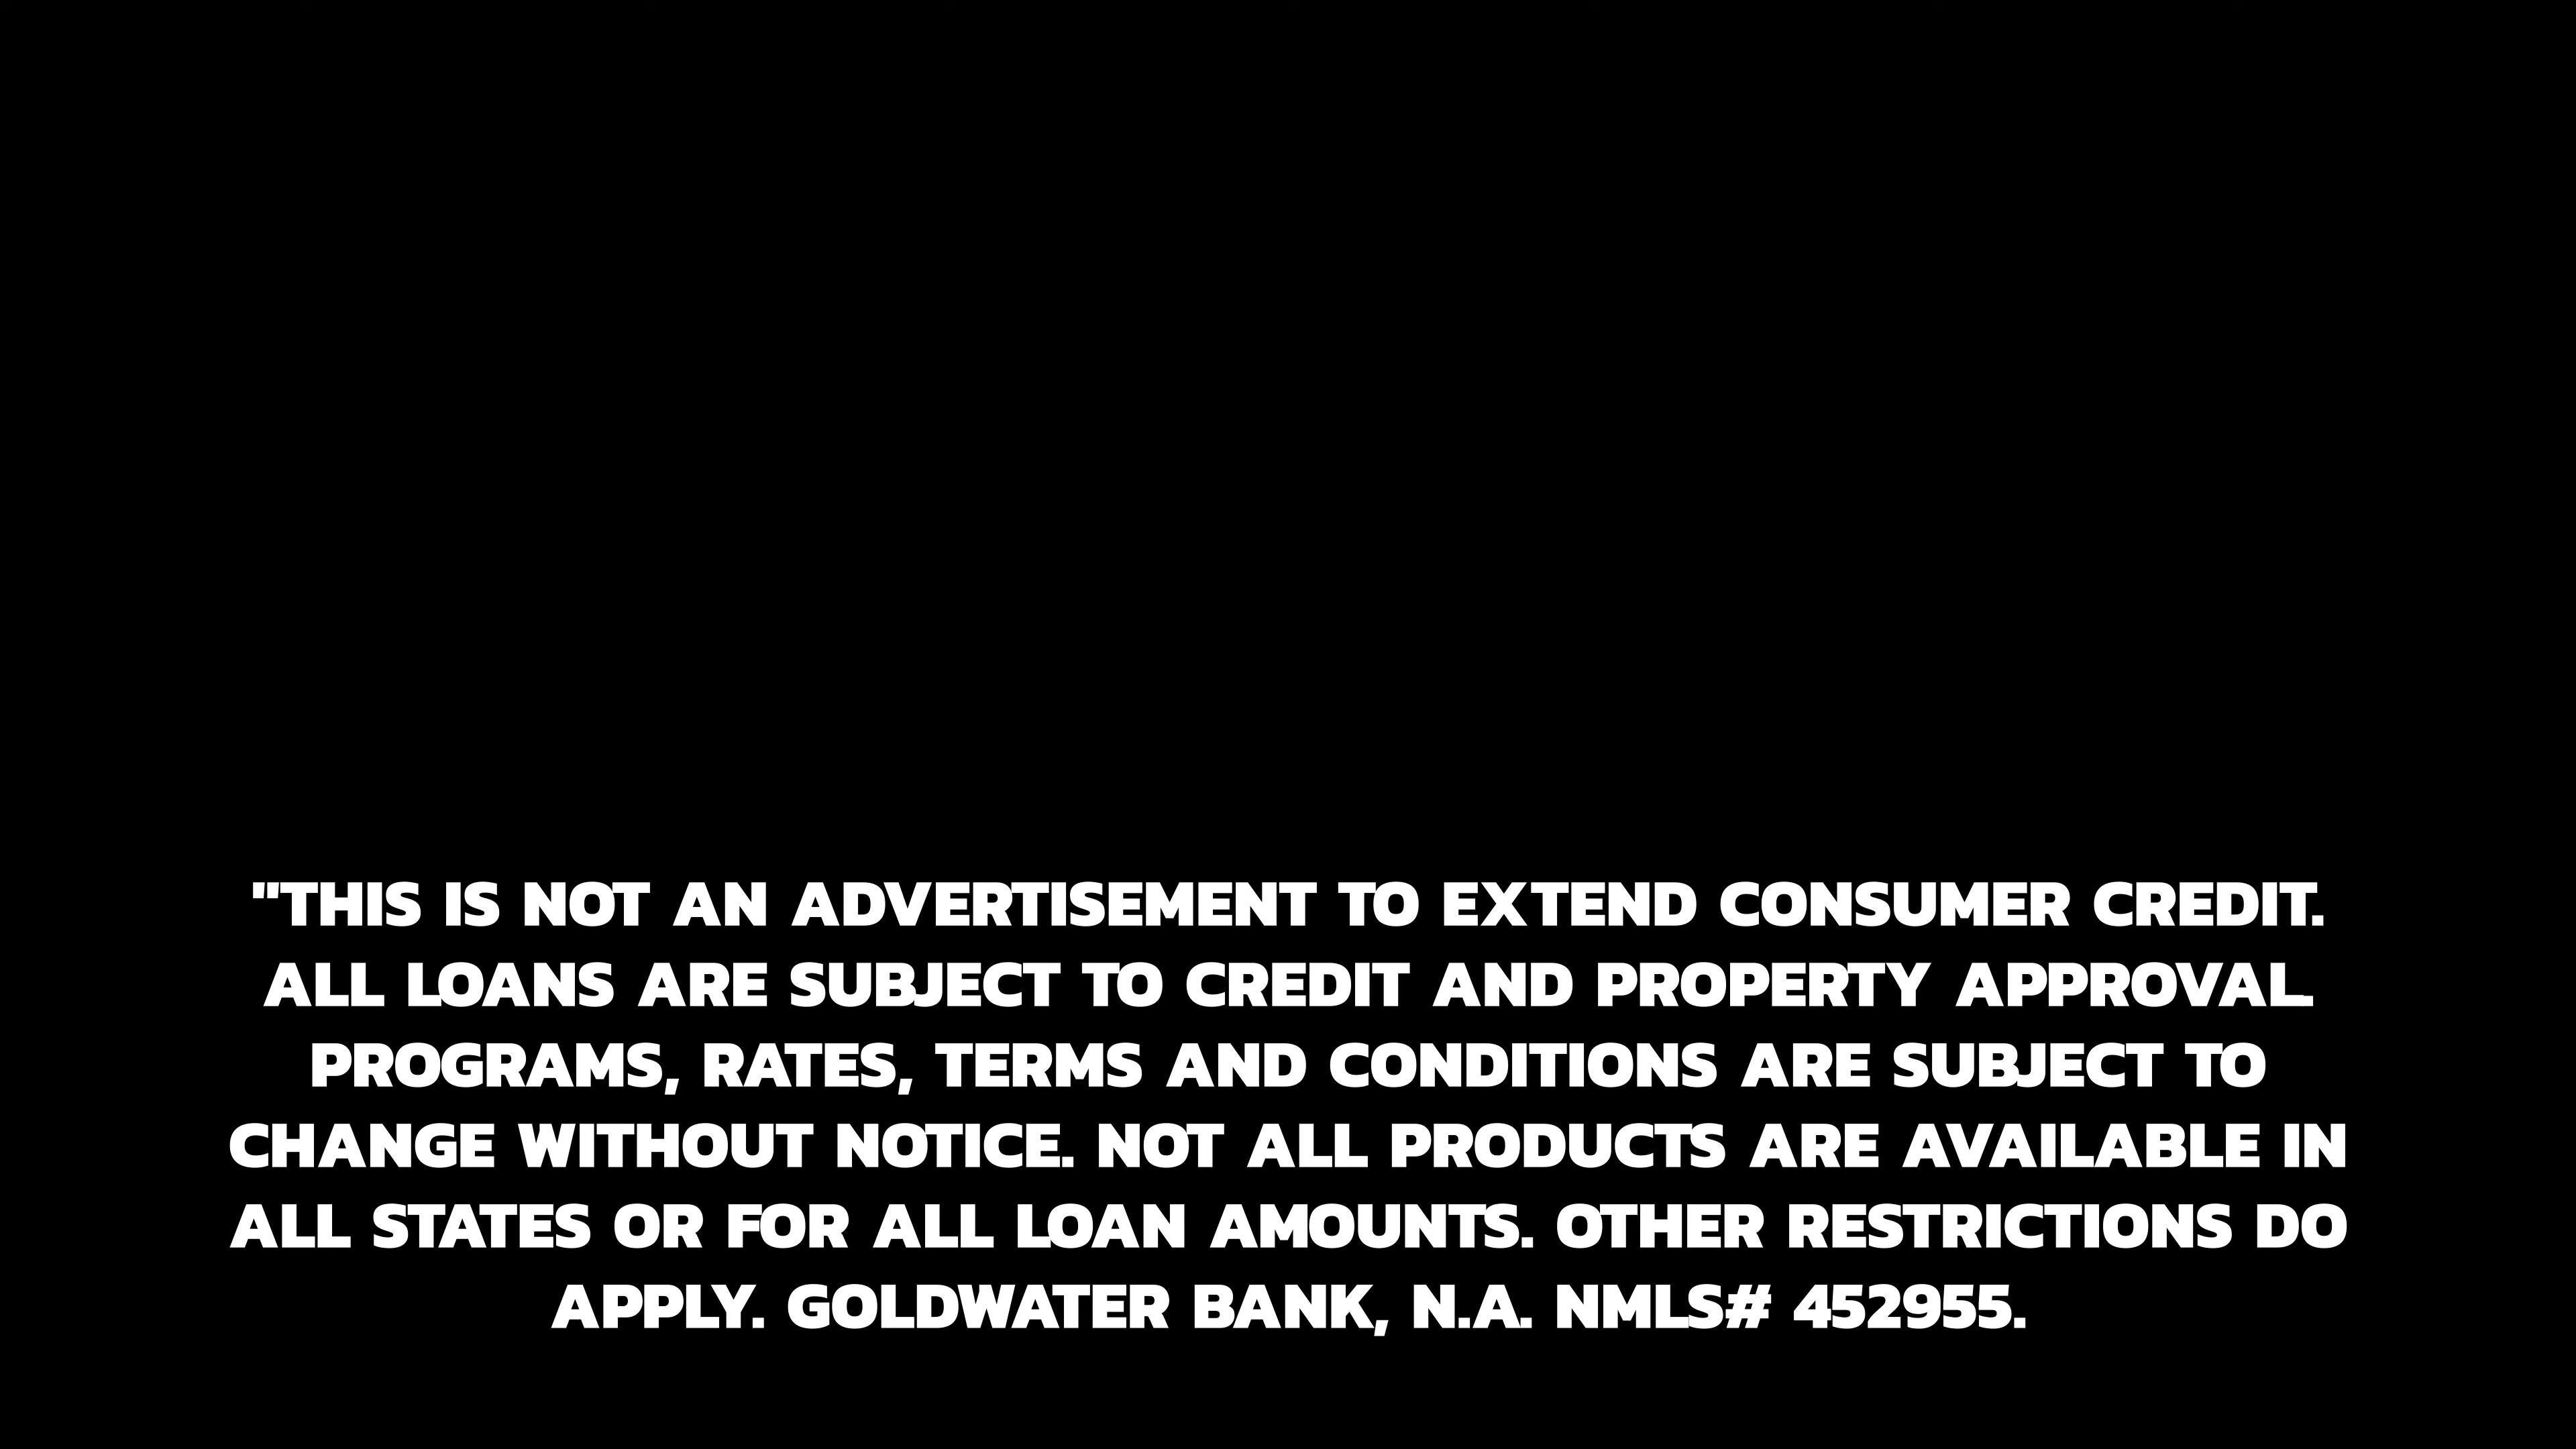 "THIS IS NOT AN ADVERTISEMENT TO EXTEND CONSUMER CREDIT.
ALL LOANS ARE SUBJECT TO CREDIT AND PROPERTY APPROVAL.
PROGRAMS, RATES, TERMS AND CONDITIONS ARE SUBJECT TO
CHANGE WITHOUT NOTICE. NOT ALL PRODUCTS ARE AVAILABLE IN
ALL STATES OR FOR ALL LOAN AMOUNTS. OTHER RESTRICTIONS DO
APPLY. GOLDWATER BANK, N.A. NMLS# 452955.